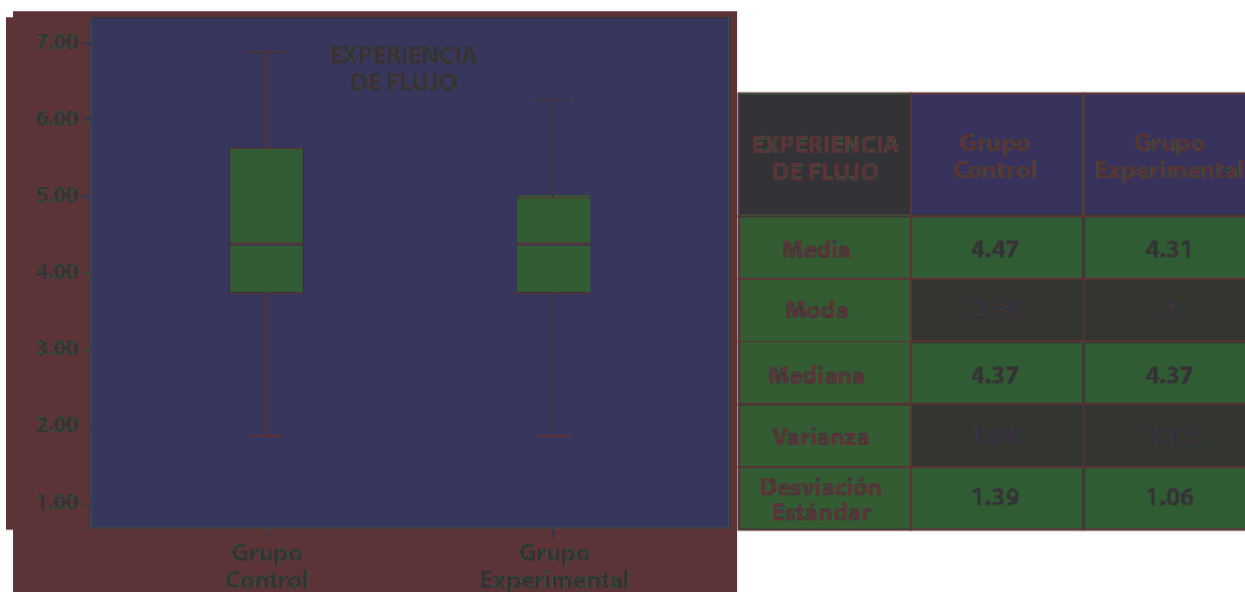 7.00
6.00
5.00
4.00
3.00
2.00
1.00
EXPERIENCIA
DE FLUJO
Grupo
Control
Grupo
Experimental
EXPERIENCIA
DE FLUJO
Grupo
Control
Grupo
Experimental
Media
4.47
4.31
Moda
Mediana
4.37
4.37
Varianza
Desviación
Estándar
1.39
1.06